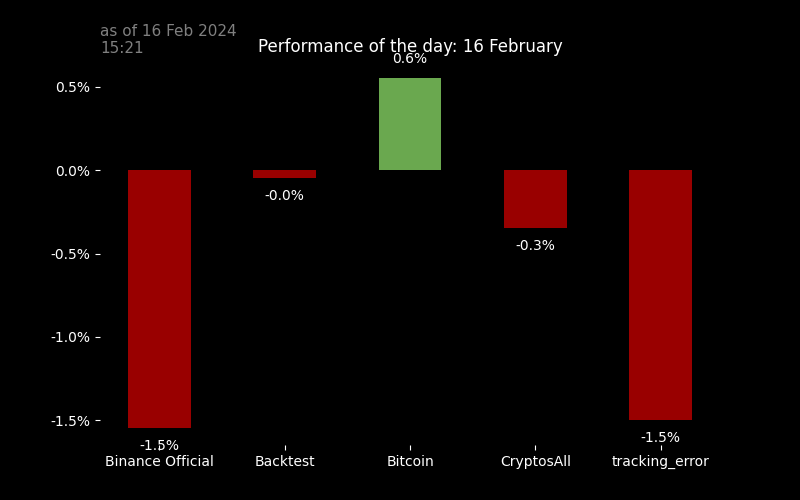 as of 16 Feb 2024
15:21
Performance of the day: 16 February
0.6%
0.5%
0.0%
-0.0%
-0.3%
-0.5%
-1.0%
-1.5%
-1.5%
-1.5%
Binance Official
Backtest
Bitcoin
CryptosAll
tracking_error